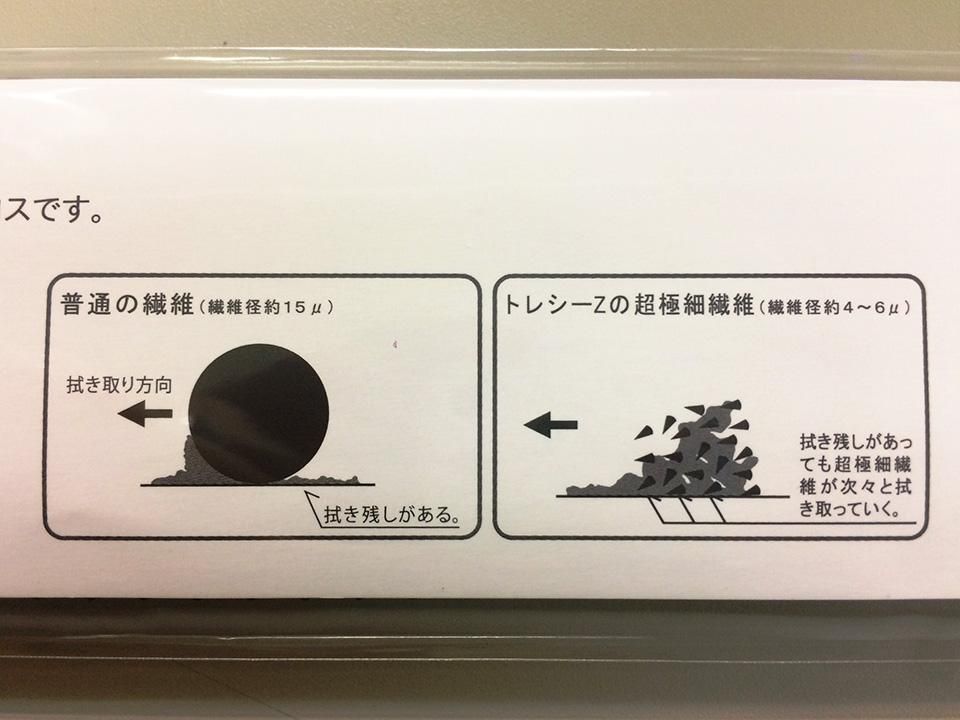 ロスです。
普通の繊維(繊維径約15μ)
拭き取り方向
拭き残しがある。
トレシーZの超極細繊維(繊維径約4～6μ)
拭き残しがあっ
ても超極細繊
維が次々と拭
き取っていく。